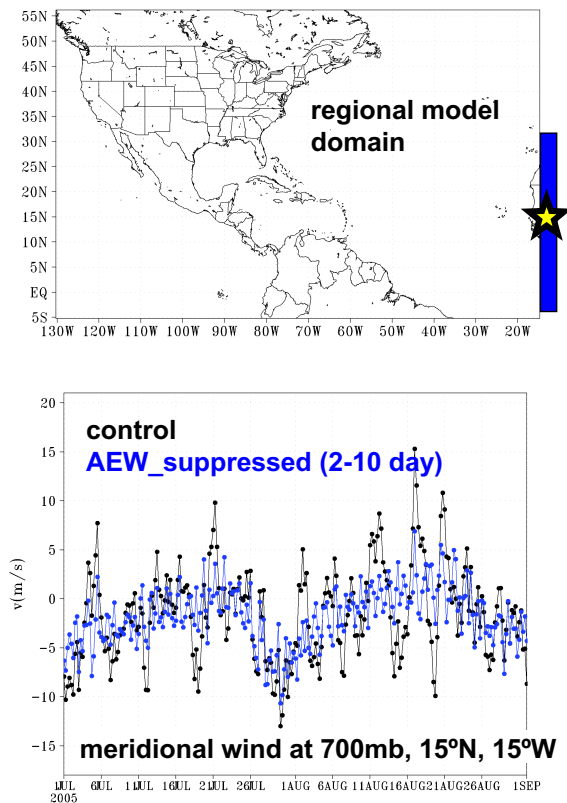 55N
50N
45N
40N
35N
30N
25N
20N
15N
10N
5N
EQ
5S
regional model
domain
130W 120W 110W 100W 90W 80W 70W 60W 50W 40W 30W 20W
20
15
10
5
0
-5
-10
-15
v(m/s)
control
AEW_suppressed (2-10 day)
meridional wind at 700mb, 15ºN, 15ºW
1JUL 6JUL 11JUL 16JUL 21JUL 26JUL 1AUG 6AUG 11AUG 16AUG 21AUG 26AUG 1SEP
2005